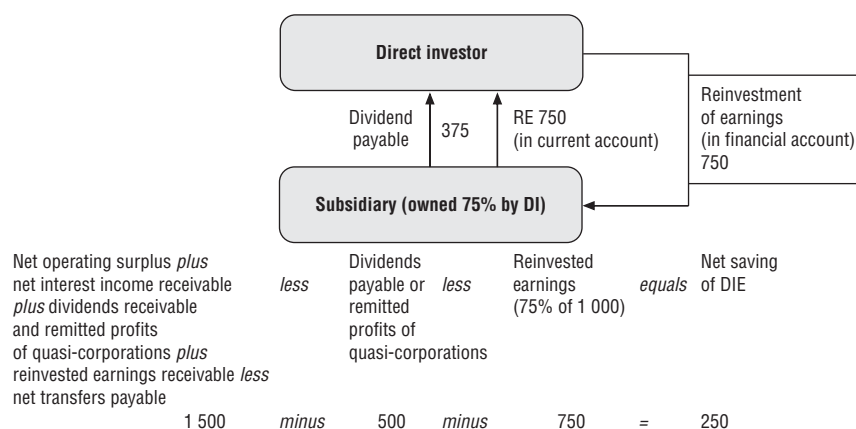 Direct investor
Dividend
payable
375
RE 750
(in current account)
Reinvestment
of earnings
(in financial account)
750
Subsidiary (owned 75% by DI)
Net operating surplus plus
net interest income receivable
plus dividends receivable
and remitted profits
of quasi-corporations plus
reinvested earnings receivable less
net transfers payable
less
Dividends
payable or
remitted
profits of
quasi-corporations
less
Reinvested
earnings
(75% of 1 000)
equals
Net saving
of DIE
1 500 minus 500 minus 750 = 250